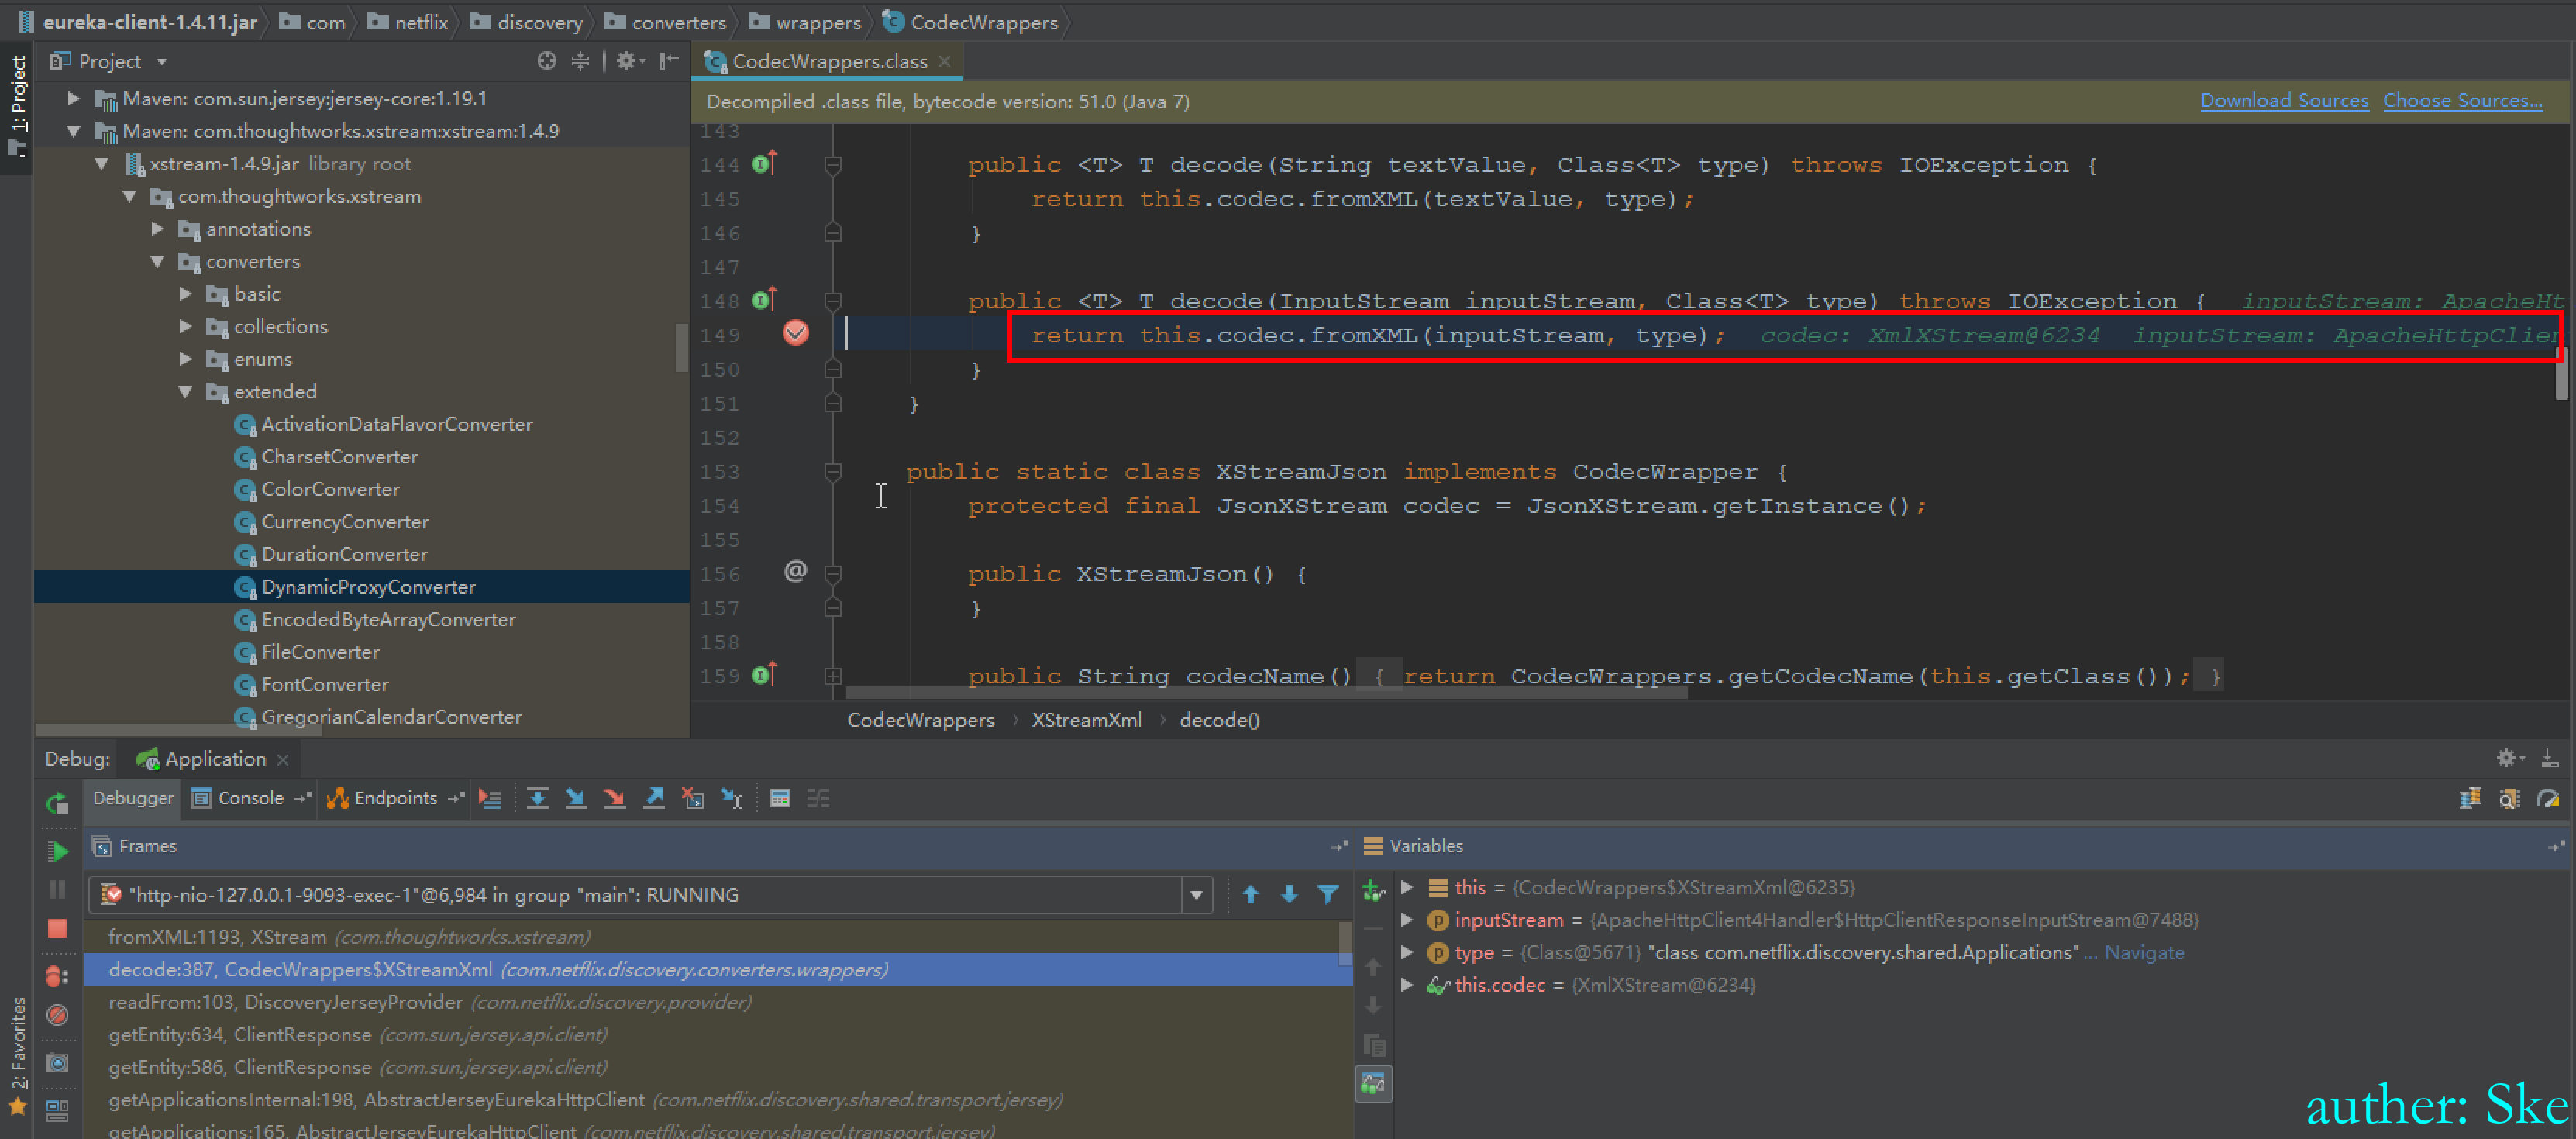 eureka-client-1.4.11.jar com netflix discovery converters wrappers CodecWrappers
1: Project
Project
Maven: com.sun.jersey:jersey-core:1.19.1
Maven: com.thoughtworks.xstream:xstream:1.4.9
xstream-1.4.9.jar library root
com.thoughtworks.xstream
annotations
converters
basic
collections
enums
extended
ActivationDataFlavorConverter
CharsetConverter
ColorConverter
CurrencyConverter
DurationConverter
DynamicProxyConverter
EncodedByteArrayConverter
FileConverter
FontConverter
GregorianCalendarConverter
CodecWrappers.class
Decompiled .class file, bytecode version: 51.0 (Java 7) Download Sources Choose Sources...
143
144 public <T> T decode(String textValue, Class<T> type) throws IOException {
145 return this.codec.fromXML(textValue, type);
146 }
147
148 public <T> T decode(InputStream inputStream, Class<T> type) throws IOException { inputStream: ApacheHt
149 return this.codec.fromXML(inputStream, type); codec: XmlXStream@6234 inputStream: ApacheHttpClien
150 }
151 }
152
153 public static class XStreamJson implements CodecWrapper {
154 protected final JsonXStream codec = JsonXStream.getInstance();
155
156 @ public XStreamJson() {
157 }
158
159 public String codecName() { return CodecWrappers.getCodecName(this.getClass()); }
CodecWrappers › XStreamXml › decode()
Debug: Application
Debugger Console Endpoints
Frames
"http-nio-127.0.0.1-9093-exec-1"@6,984 in group "main": RUNNING
fromXML:1193, XStream (com.thoughtworks.xstream)
decode:387, CodecWrappers$XStreamXml (com.netflix.discovery.converters.wrappers)
readFrom:103, DiscoveryJerseyProvider (com.netflix.discovery.provider)
getEntity:634, ClientResponse (com.sun.jersey.api.client)
getEntity:586, ClientResponse (com.sun.jersey.api.client)
getApplicationsInternal:198, AbstractJerseyEurekaHttpClient (com.netflix.discovery.shared.transport.jersey)
getApplications:165, AbstractJerseyEurekaHttpClient (com.netflix.discovery.shared.transport.jersey)
Variables
this = {CodecWrappers$XStreamXml@6235}
inputStream = {ApacheHttpClient4Handler$HttpClientResponseInputStream@7488}
type = {Class@5671} "class com.netflix.discovery.shared.Applications"... Navigate
this.codec = {XmlXStream@6234}
2: Favorites
auther: Ske